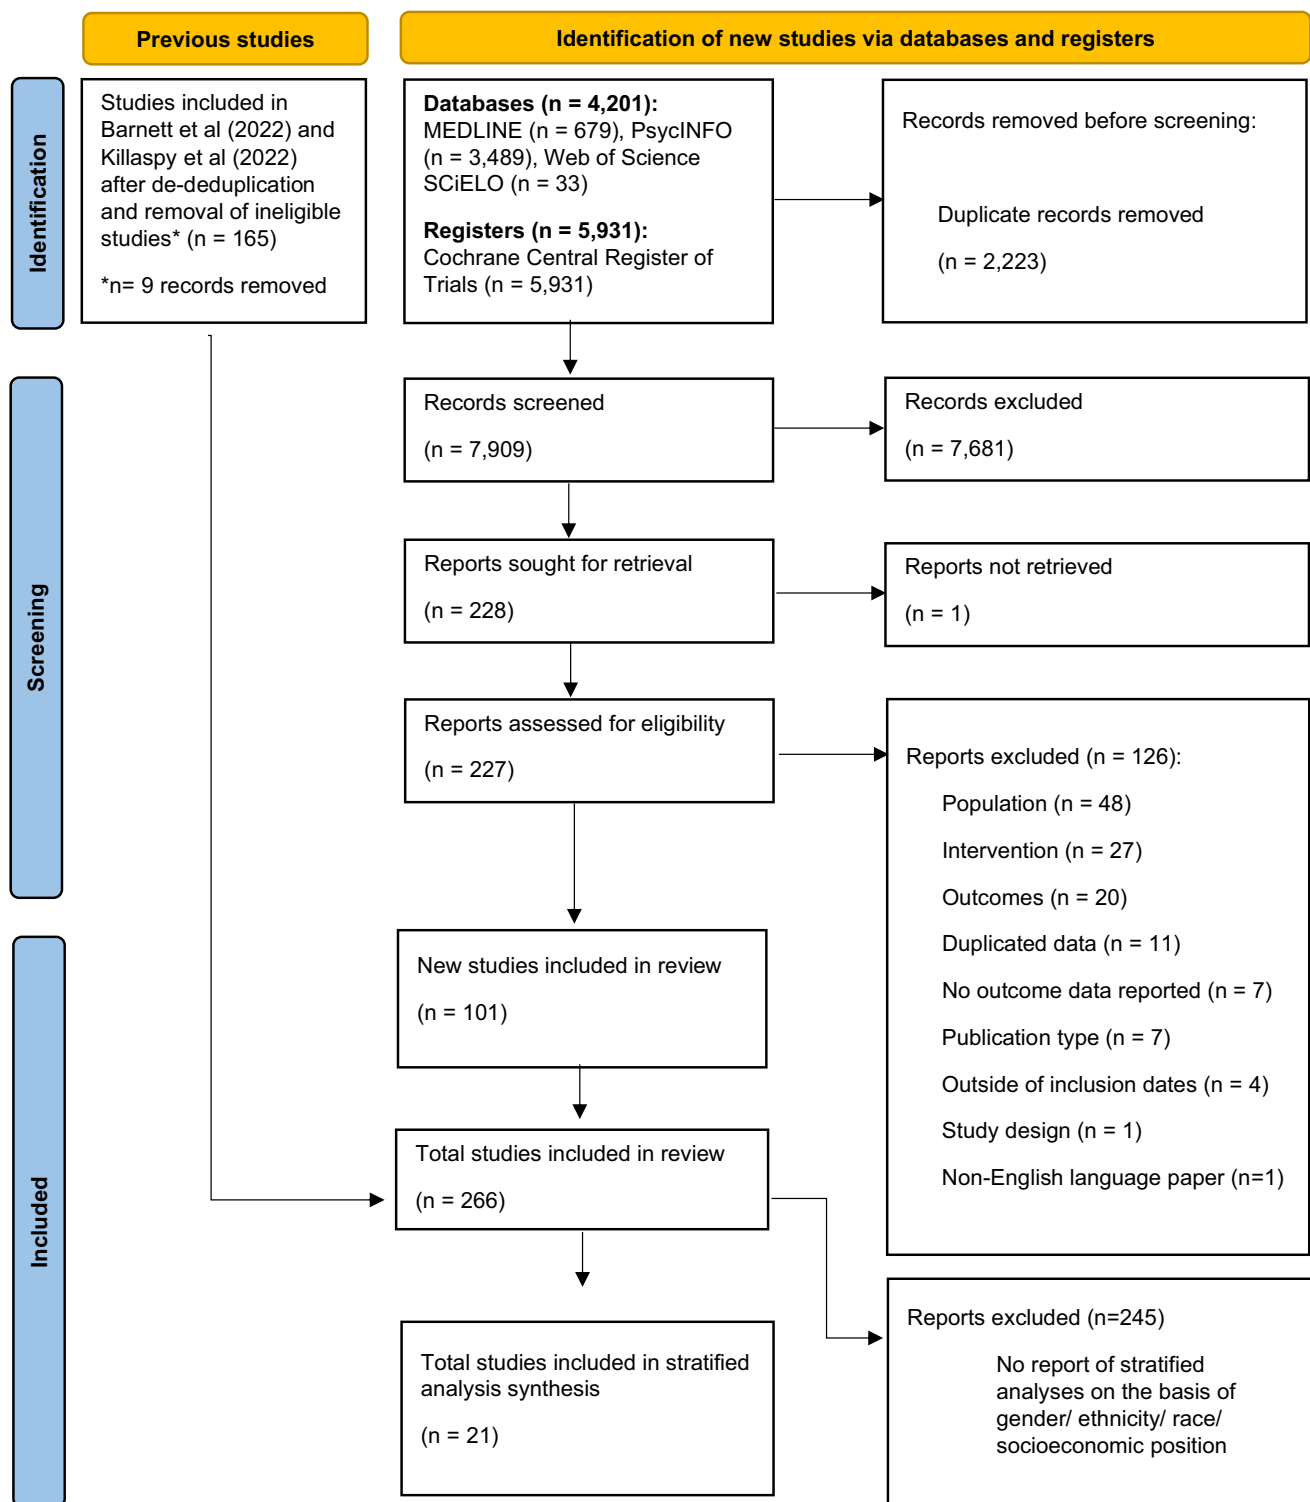 Previous studies
Identification of new studies via databases and registers
Identification
Studies included in
Barnett et al (2022) and
Killaspy et al (2022)
after de-deduplication
and removal of ineligible
studies* (n = 165)
*n= 9 records removed
Databases (n = 4,201):
MEDLINE (n = 679), PsycINFO
(n = 3,489), Web of Science
SCiELO (n = 33)
Registers (n = 5,931):
Cochrane Central Register of
Trials (n = 5,931)
Records removed before screening:
Duplicate records removed
(n = 2,223)
Screening
Records screened
(n = 7,909)
Records excluded
(n = 7,681)
Reports sought for retrieval
(n = 228)
Reports not retrieved
(n = 1)
Reports assessed for eligibility
(n = 227)
Reports excluded (n = 126):
Population (n = 48)
Intervention (n = 27)
Outcomes (n = 20)
Duplicated data (n = 11)
No outcome data reported (n = 7)
Publication type (n = 7)
Outside of inclusion dates (n = 4)
Study design (n = 1)
Non-English language paper (n=1)
Included
New studies included in review
(n = 101)
Total studies included in review
(n = 266)
Reports excluded (n=245)
No report of stratified
analyses on the basis of
gender/ ethnicity/ race/
socioeconomic position
Total studies included in stratified
analysis synthesis
(n = 21)